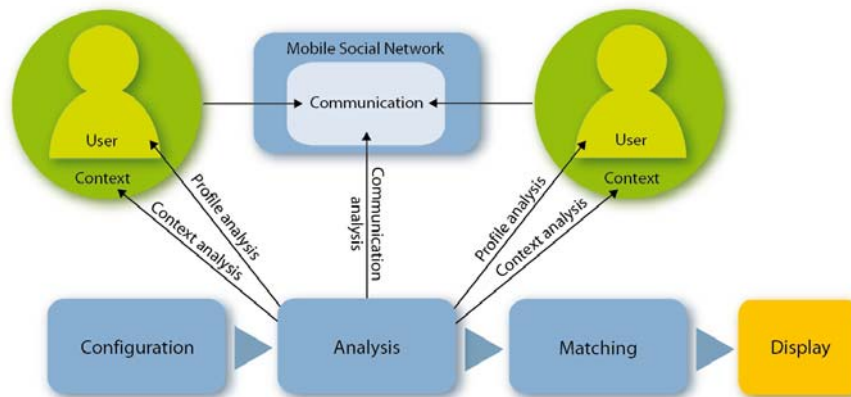 Mobile Social Network
Communication
User
Context
User
Context
Profile analysis
Context analysis
Communication
analysis
Profile analysis
Context analysis
Configuration
Analysis
Matching
Display